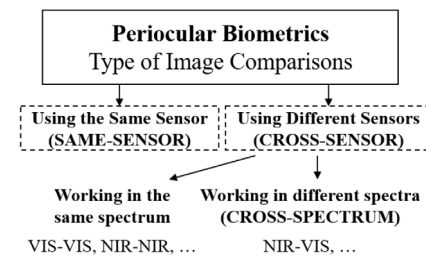 Periocular Biometrics
Type of Image Comparisons
Using the Same Sensor
(SAME-SENSOR)
Using Different Sensors
(CROSS-SENSOR)
Working in the
same spectrum
VIS-VIS, NIR-NIR, …
Working in different spectra
(CROSS-SPECTRUM)
NIR-VIS, …